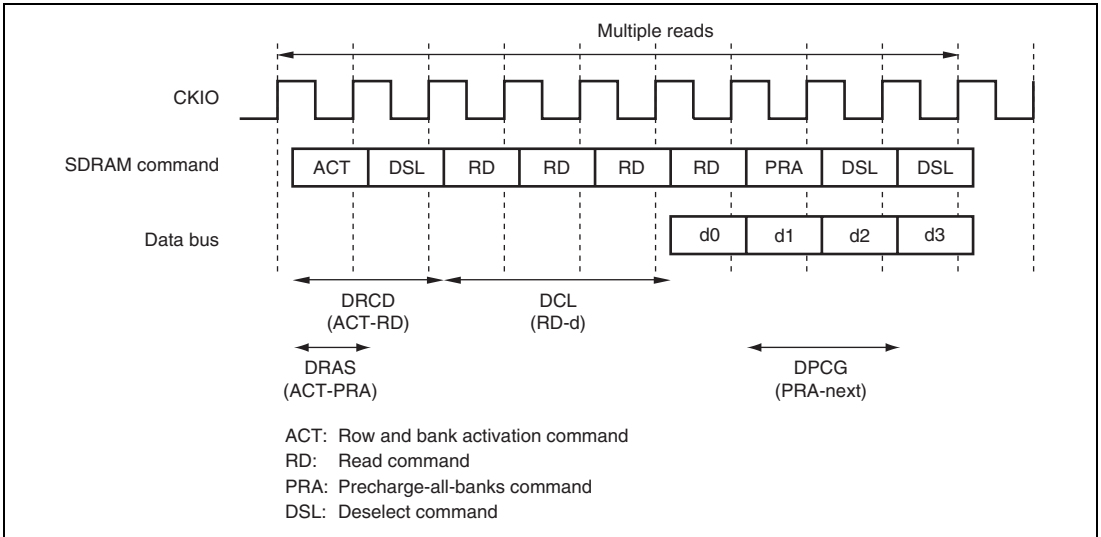 Multiple reads
CKIO
SDRAM command
ACT DSL RD RD RD RD PRA DSL DSL
Data bus
d0 d1 d2 d3
DRCD
(ACT-RD)
DCL
(RD-d)
DRAS
(ACT-PRA)
DPCG
(PRA-next)
ACT: Row and bank activation command
RD: Read command
PRA: Precharge-all-banks command
DSL: Deselect command